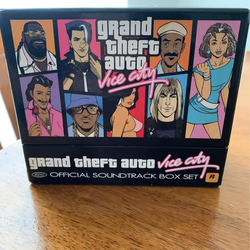 grand
theft
auto
Vice City
grand theft auto Vice City
OFFICIAL SOUNDTRACK BOX SET
R